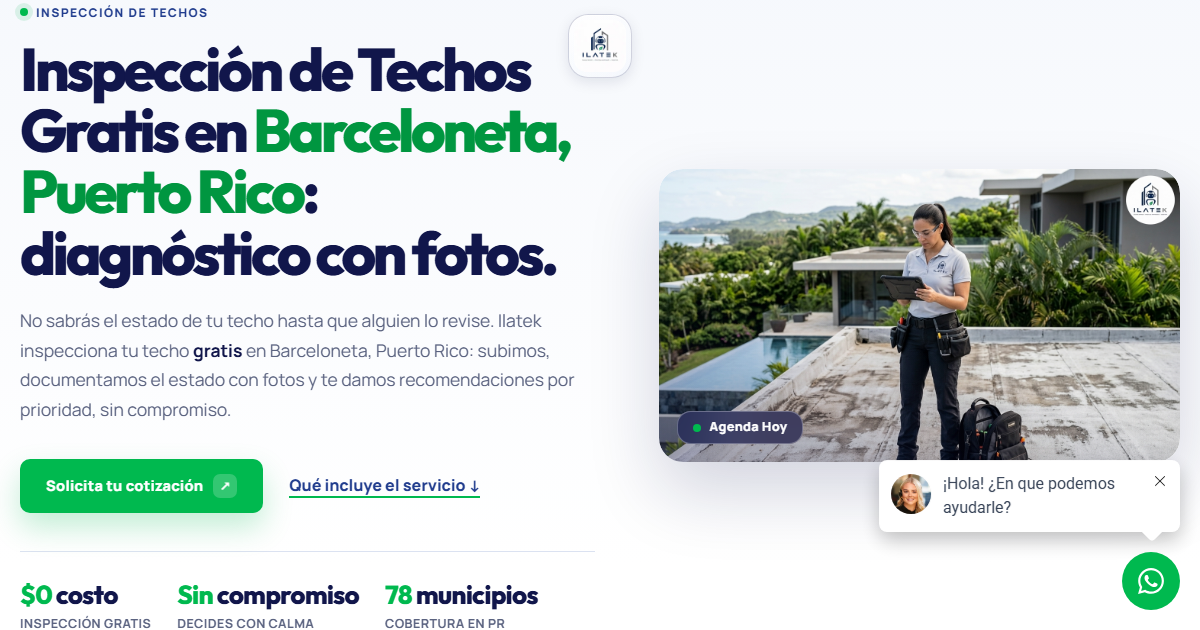 INSPECCIÓN DE TECHOS
ILATEK
Inspección de Techos
Gratis en Barceloneta,
Puerto Rico:
diagnóstico con fotos.
No sabrás el estado de tu techo hasta que alguien lo revise. Ilatek
inspecciona tu techo gratis en Barceloneta, Puerto Rico: subimos,
documentamos el estado con fotos y te damos recomendaciones por
prioridad, sin compromiso.
Solicita tu cotización ↗
Qué incluye el servicio ↓
$0 costo
INSPECCIÓN GRATIS
Sin compromiso
DECIDES CON CALMA
78 municipios
COBERTURA EN PR
ILATEK
ILATEK
Agenda Hoy
¡Hola! ¿En que podemos
ayudarle?